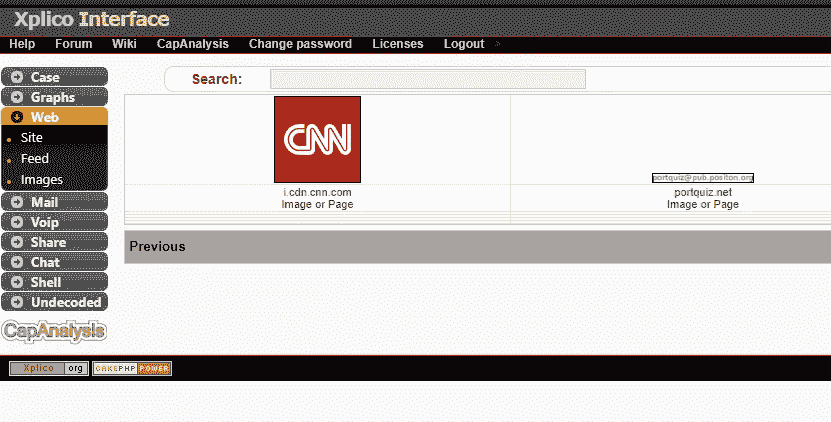 Xplico Interface
Help Forum Wiki CapAnalysis Change password Licenses Logout
Case
Graphs
Web
Site
Feed
Images
Mail
Voip
Share
Chat
Shell
Undecoded
CapAnalysis
Search:
CNN
i.cdn.cnn.com
Image or Page
portquiz@pub.positon.org
portquiz.net
Image or Page
Previous
Xplico org CAKEPHP POWER